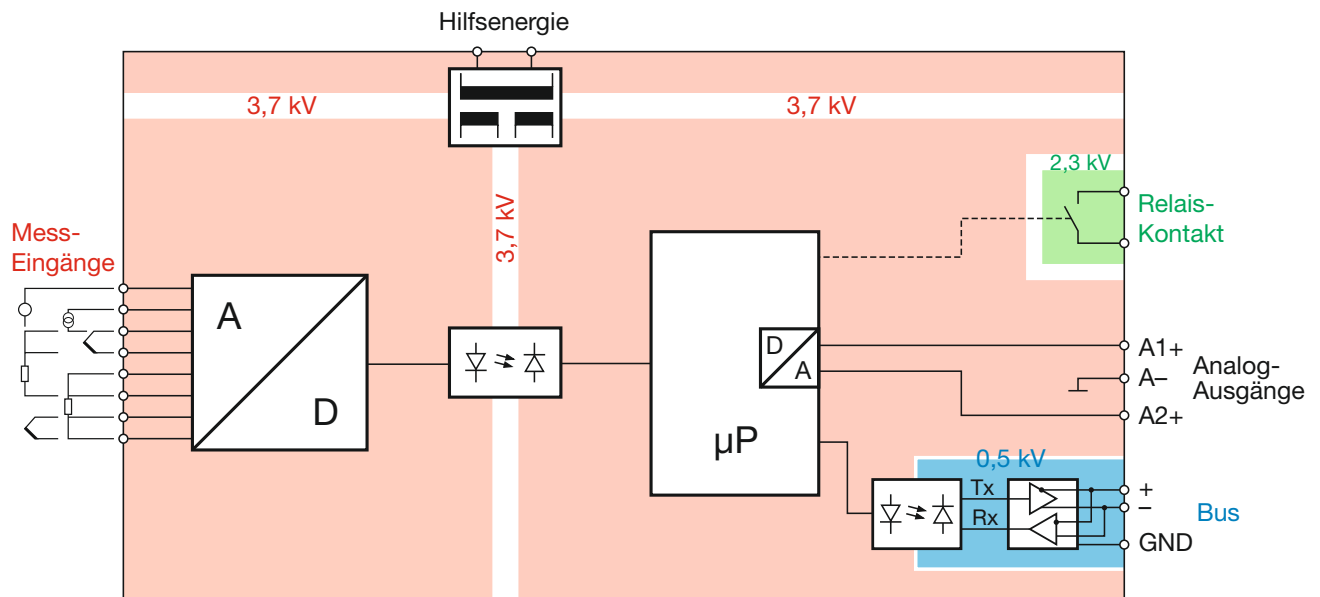 Hilfsenergie
3,7 kV
3,7 kV
2,3 kV
Relais-
Kontakt
3,7 kV
Mess-
Eingänge
A
D
D
A
µP
A1+
A–
A2+
Analog-
Ausgänge
0,5 kV
Tx
Rx
+
–
GND
Bus